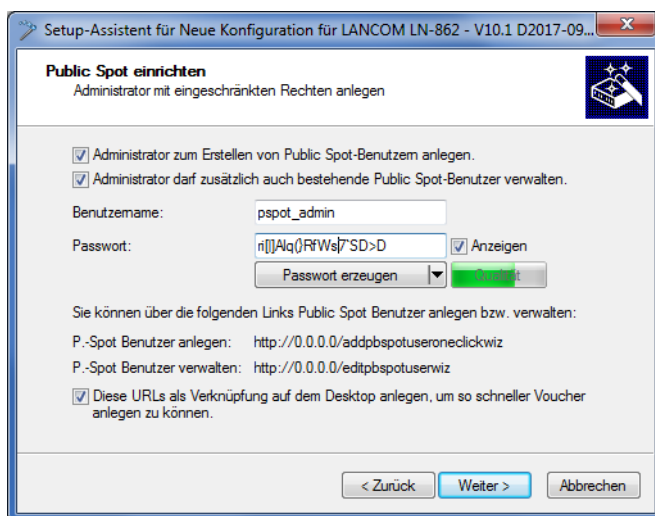 Setup-Assistent für Neue Konfiguration für LANCOM LN-862 - V10.1 D2017-09...
Public Spot einrichten
Administrator mit eingeschränkten Rechten anlegen
Administrator zum Erstellen von Public Spot-Benutzern anlegen.
Administrator darf zusätzlich auch bestehende Public Spot-Benutzer verwalten.
Benutzername: pspot_admin
Passwort: Anzeigen
Passwort erzeugen Qualität
Sie können über die folgenden Links Public Spot Benutzer anlegen bzw. verwalten:
P.-Spot Benutzer anlegen: http://0.0.0.0/addpbspotuseroneclickwiz
P.-Spot Benutzer verwalten: http://0.0.0.0/editpbspotuserwiz
Diese URLs als Verknüpfung auf dem Desktop anlegen, um so schneller Voucher
anlegen zu können.
< Zurück Weiter > Abbrechen